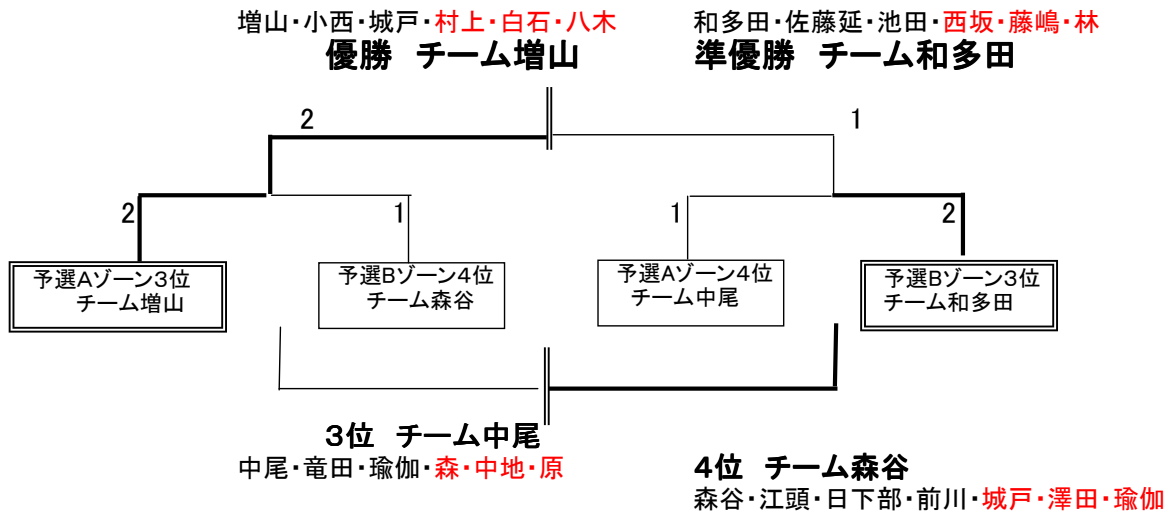 増山・小西・城戸・村上・白石・八木
優勝　チーム増山
和多田・佐藤延・池田・西坂・藤嶋・林
準優勝　チーム和多田
2
1
2
1
1
2
予選Aゾーン3位
チーム増山
予選Bゾーン4位
チーム森谷
予選Aゾーン4位
チーム中尾
予選Bゾーン3位
チーム和多田
3位　チーム中尾
中尾・竜田・瑜伽・森・中地・原
4位　チーム森谷
森谷・江頭・日下部・前川・城戸・澤田・瑜伽